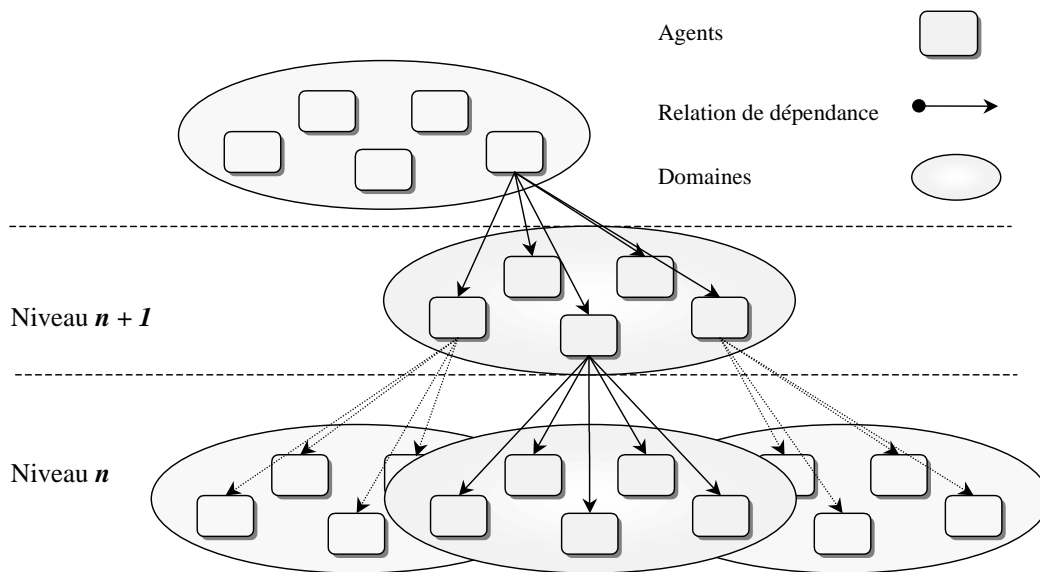 Agents
Relation de dépendance
Domaines
Niveau n + 1
Niveau n